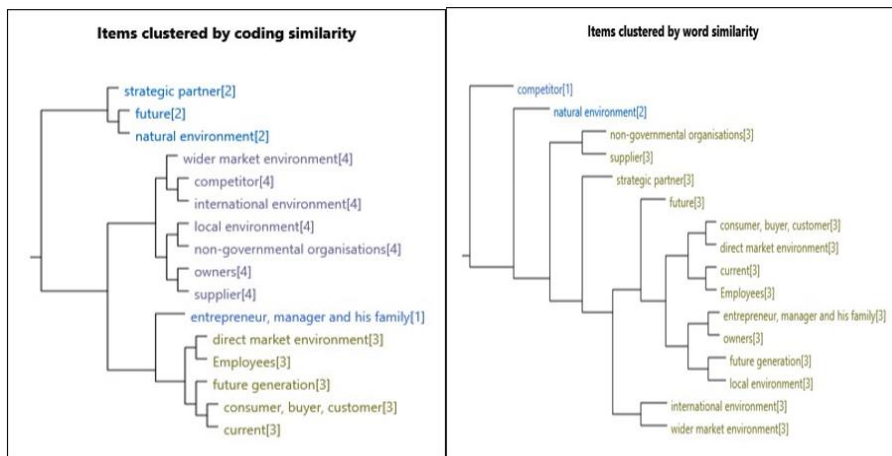 Items clustered by coding similarity
strategic partner[2]
future[2]
natural environment[2]
wider market environment[4]
competitor[4]
international environment[4]
local environment[4]
non-governmental organisations[4]
owners[4]
supplier[4]
entrepreneur, manager and his family[1]
direct market environment[3]
Employees[3]
future generation[3]
consumer, buyer, customer[3]
current[3]
Items clustered by word similarity
competitor[1]
natural environment[2]
non-governmental organisations[3]
supplier[3]
strategic partner[3]
future[3]
consumer, buyer, customer[3]
direct market environment[3]
current[3]
Employees[3]
entrepreneur, manager and his family[3]
owners[3]
future generation[3]
local environment[3]
international environment[3]
wider market environment[3]